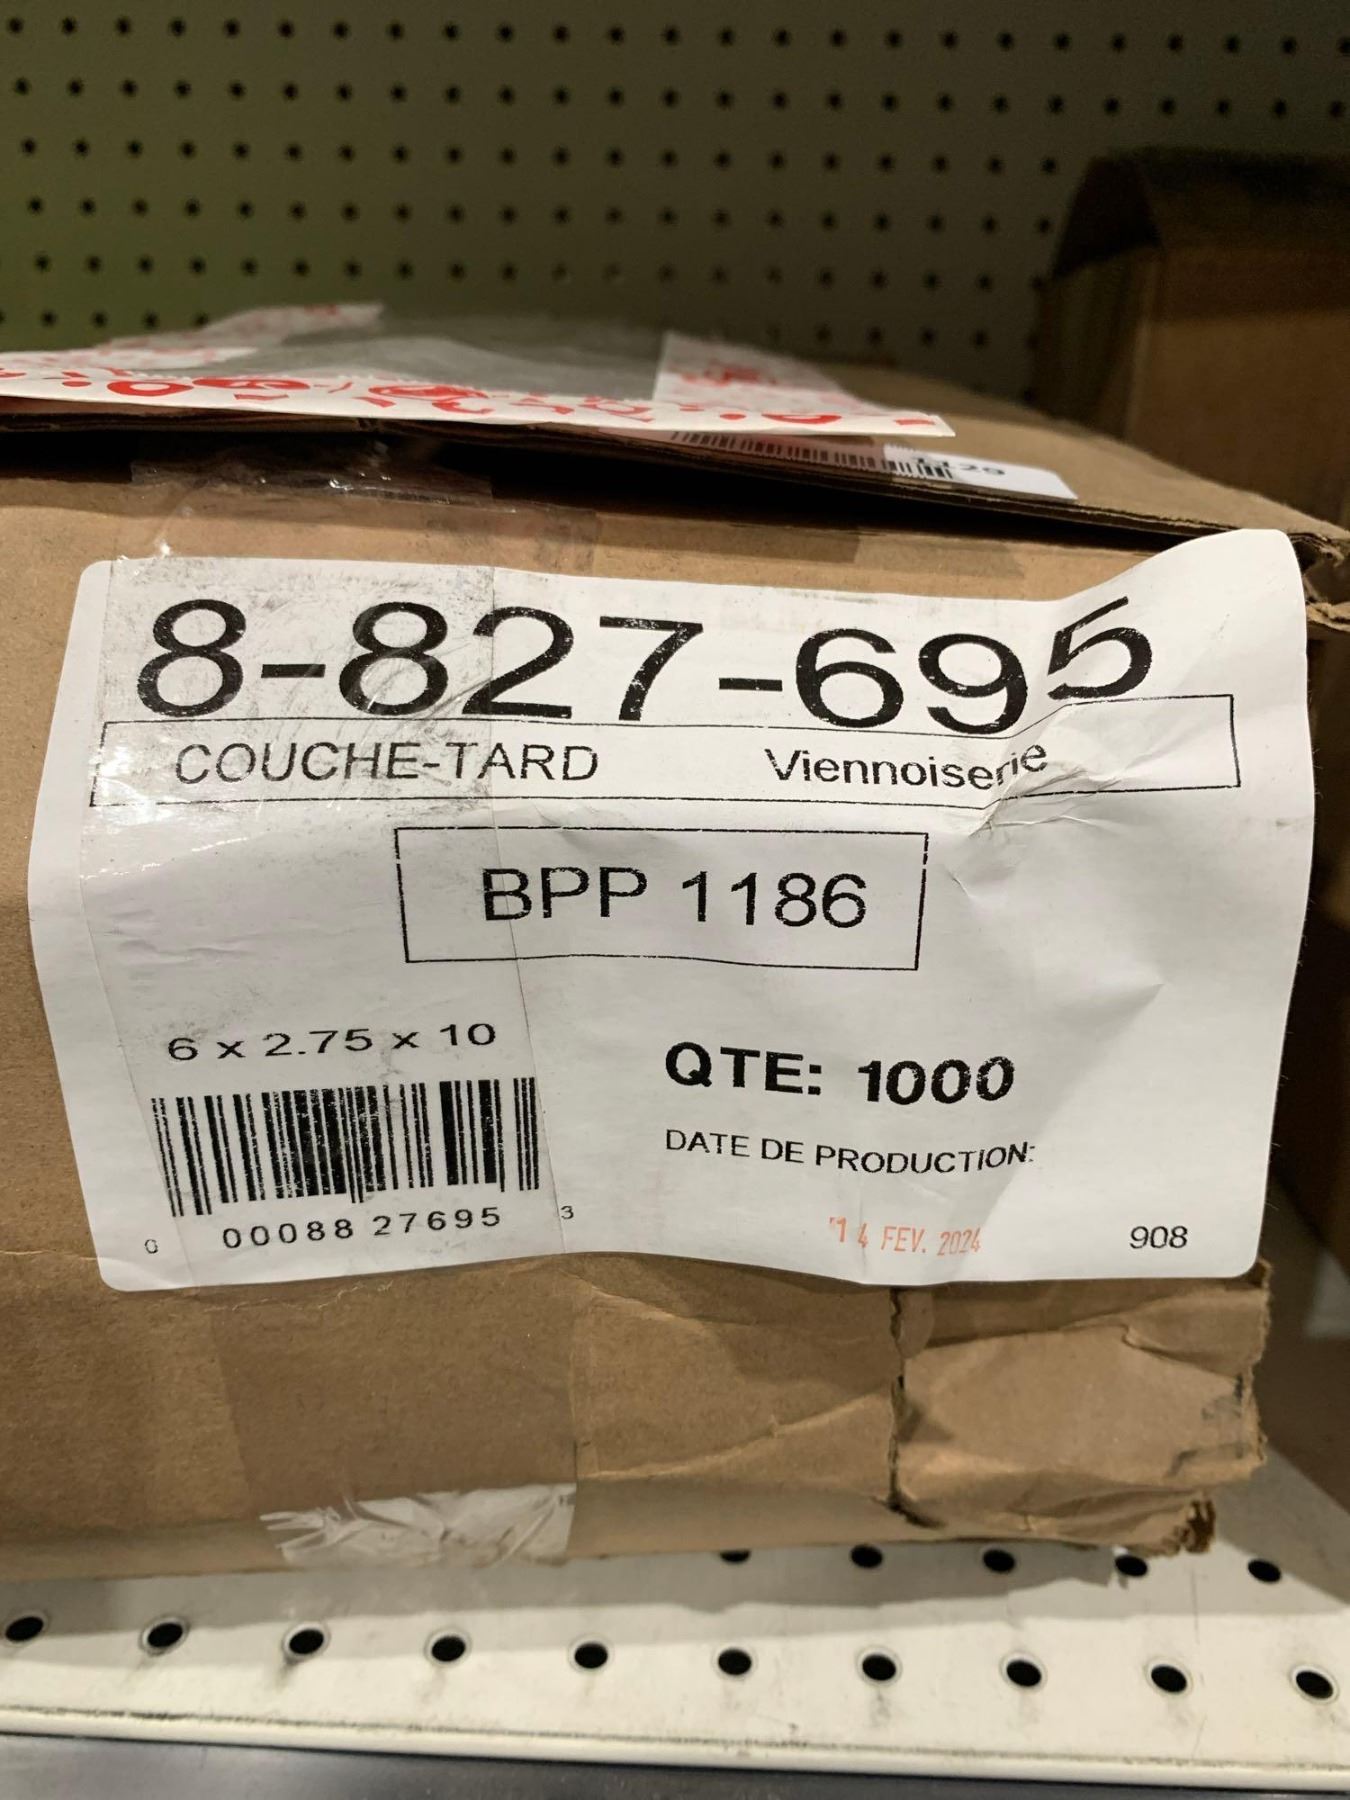 8-827-695
COUCHE-TARD Viennoiserie
BPP 1186
6 x 2.75 x 10
QTE: 1000
DATE DE PRODUCTION:
0 00088 27695 3
14 FEV. 2024
908